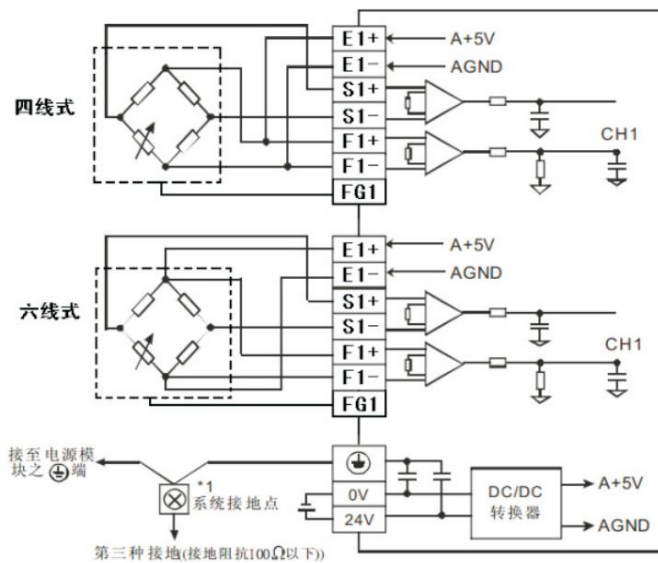 E1+
A+5V
E1-
AGND
S1+
四线式
S1-
CH1
F1+
F1-
FG1
E1+
A+5V
E1-
AGND
S1+
六线式
S1-
CH1
F1+
F1-
FG1
接至电源模
块之 端
*1
系统接地点
0V
24V
DC/DC
转换器
A+5V
AGND
第三种接地((接地阻抗100Ω以下))